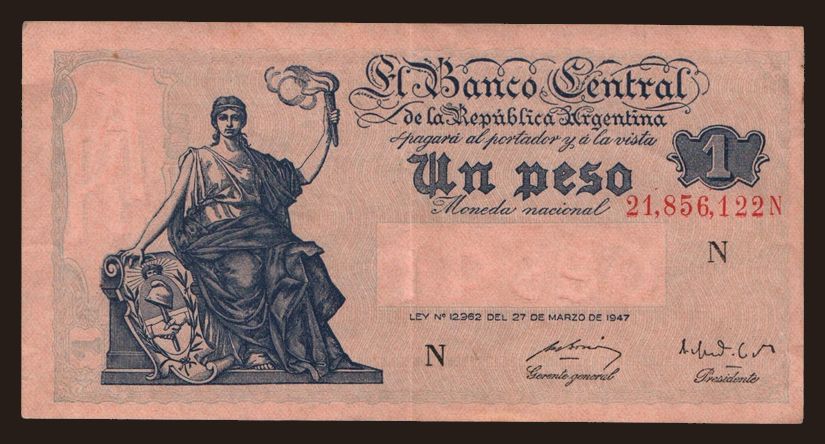 El Banco Central
de la República Argentina
pagará al portador y á la vista
Un peso
1
Moneda nacional
21,856,122N
N
LEY Nº 12.962 DEL 27 DE MARZO DE 1947
N
Gerente general
Presidente